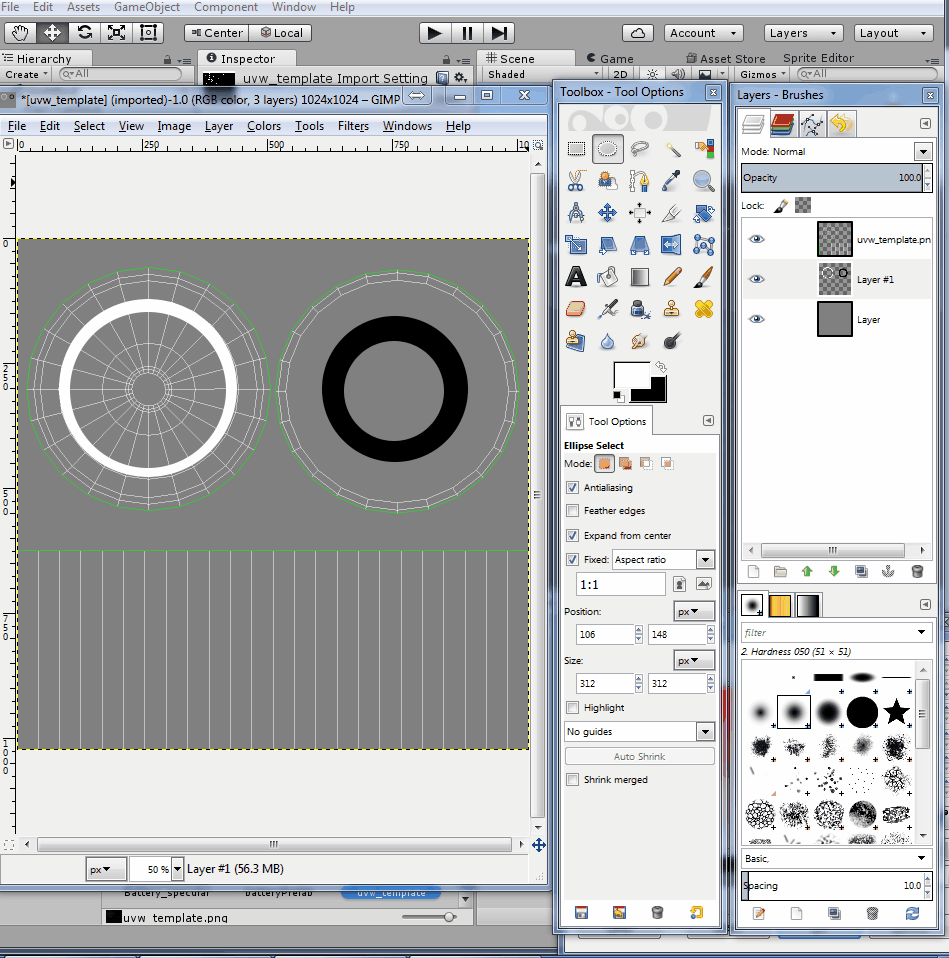 File Edit Assets GameObject Component Window Help
Center Local Account Layers Layout
Hierarchy Inspector Scene Game Asset Store Sprite Editor
Create All uvw_template Import Setting Shaded 2D Gizmos All
*[uvw_template] (imported)-1.0 (RGB color, 3 layers) 1024x1024 – GIMP
File Edit Select View Image Layer Colors Tools Filters Windows Help
0 250 500 750 10
0
250
500
750
1000
px 50 % Layer #1 (56.3 MB)
Battery_specular batteryPrefab uvw_template
uvw_template.png
Toolbox - Tool Options
Tool Options
Ellipse Select
Mode:
Antialiasing
Feather edges
Expand from center
Fixed: Aspect ratio
1:1
Position: px
106 148
Size: px
312 312
Highlight
No guides
Auto Shrink
Shrink merged
Layers - Brushes
Mode: Normal
Opacity 100.0
Lock:
uvw_template.pn
Layer #1
Layer
filter
2. Hardness 050 (51 × 51)
Basic,
Spacing 10.0